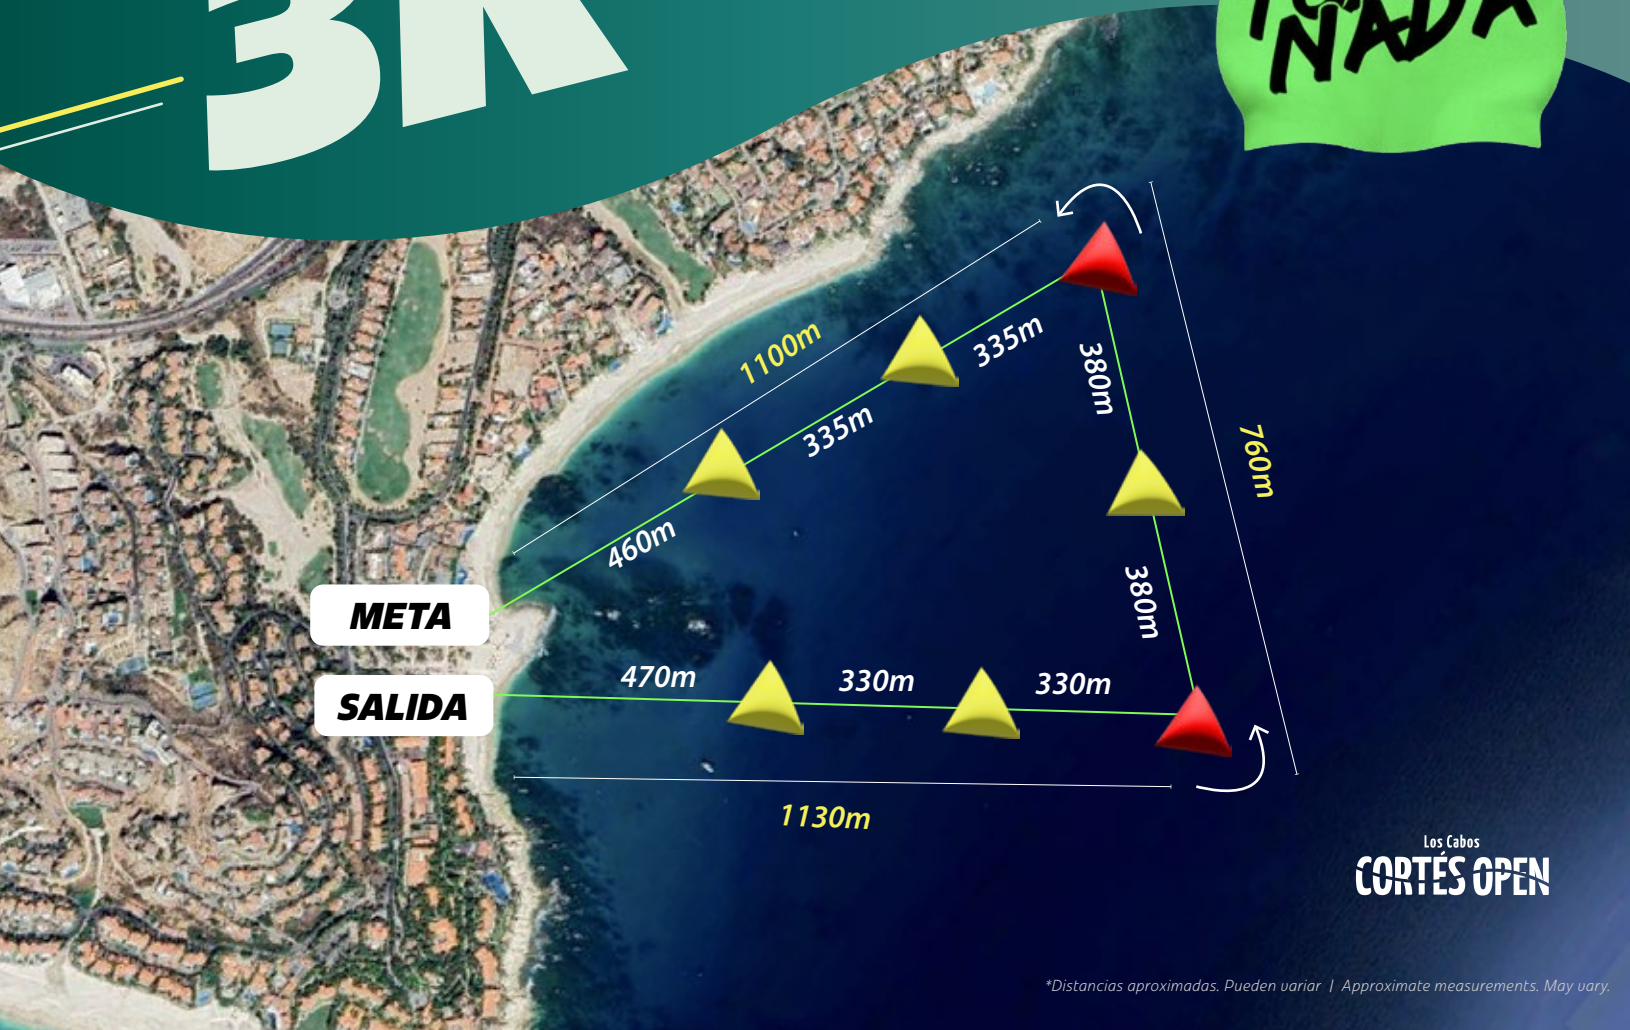 3K
NADA
1100m
335m
335m
460m
380m
760m
380m
META
SALIDA
470m
330m
330m
1130m
Los Cabos
CORTÉS OPEN
*Distancias aproximadas. Pueden variar | Approximate measurements. May vary.